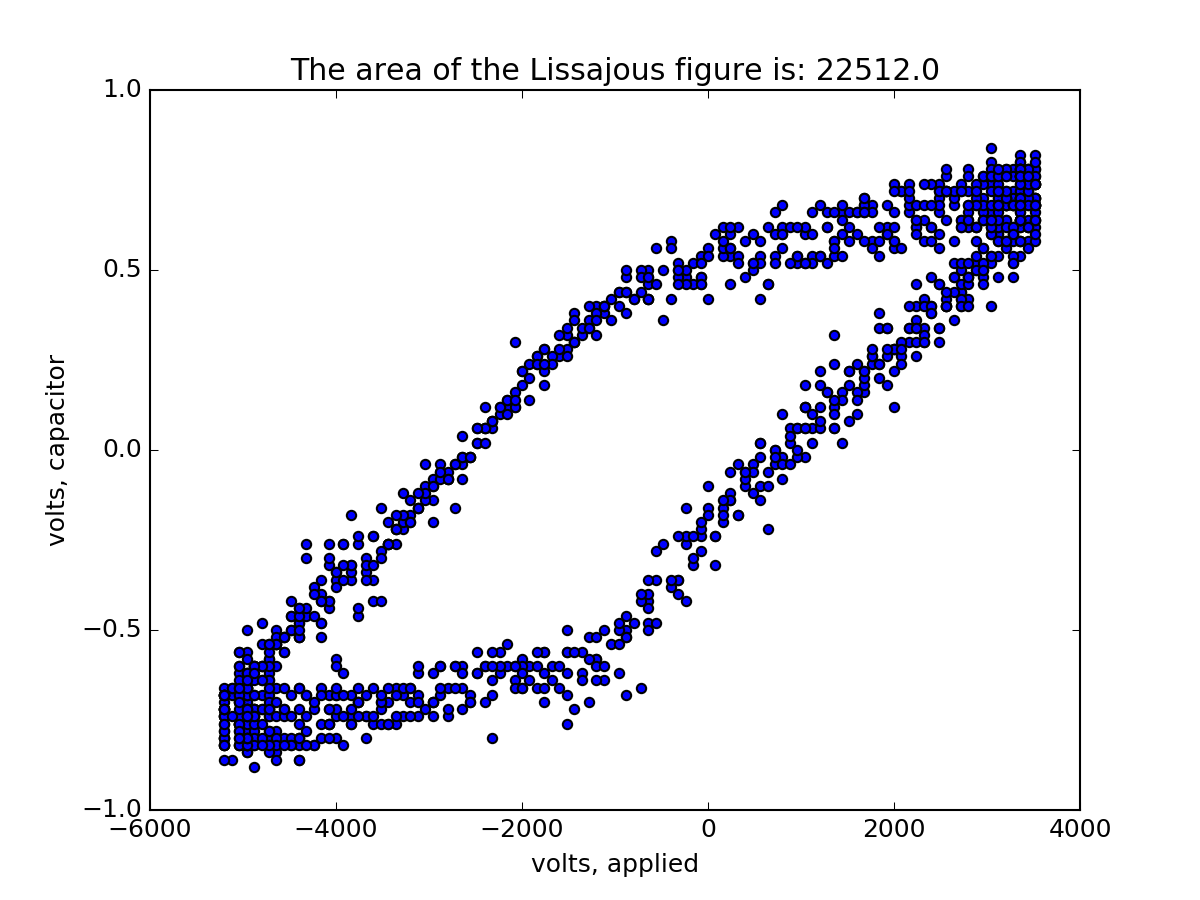 The area of the Lissajous figure is: 22512.0
1.0
0.5
0.0
−0.5
−1.0
volts, capacitor
−6000 −4000 −2000 0 2000 4000
volts, applied